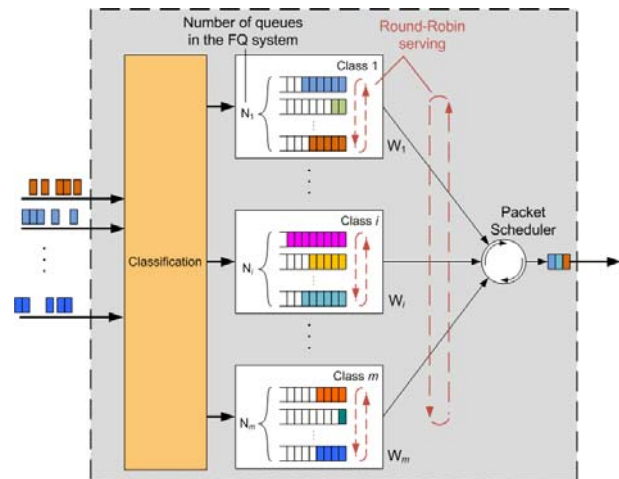 Number of queues
in the FQ system
Round-Robin
serving
Class 1
N1
W1
Packet
Scheduler
Classification
Class i
Ni
Wi
Class m
Nm
Wm